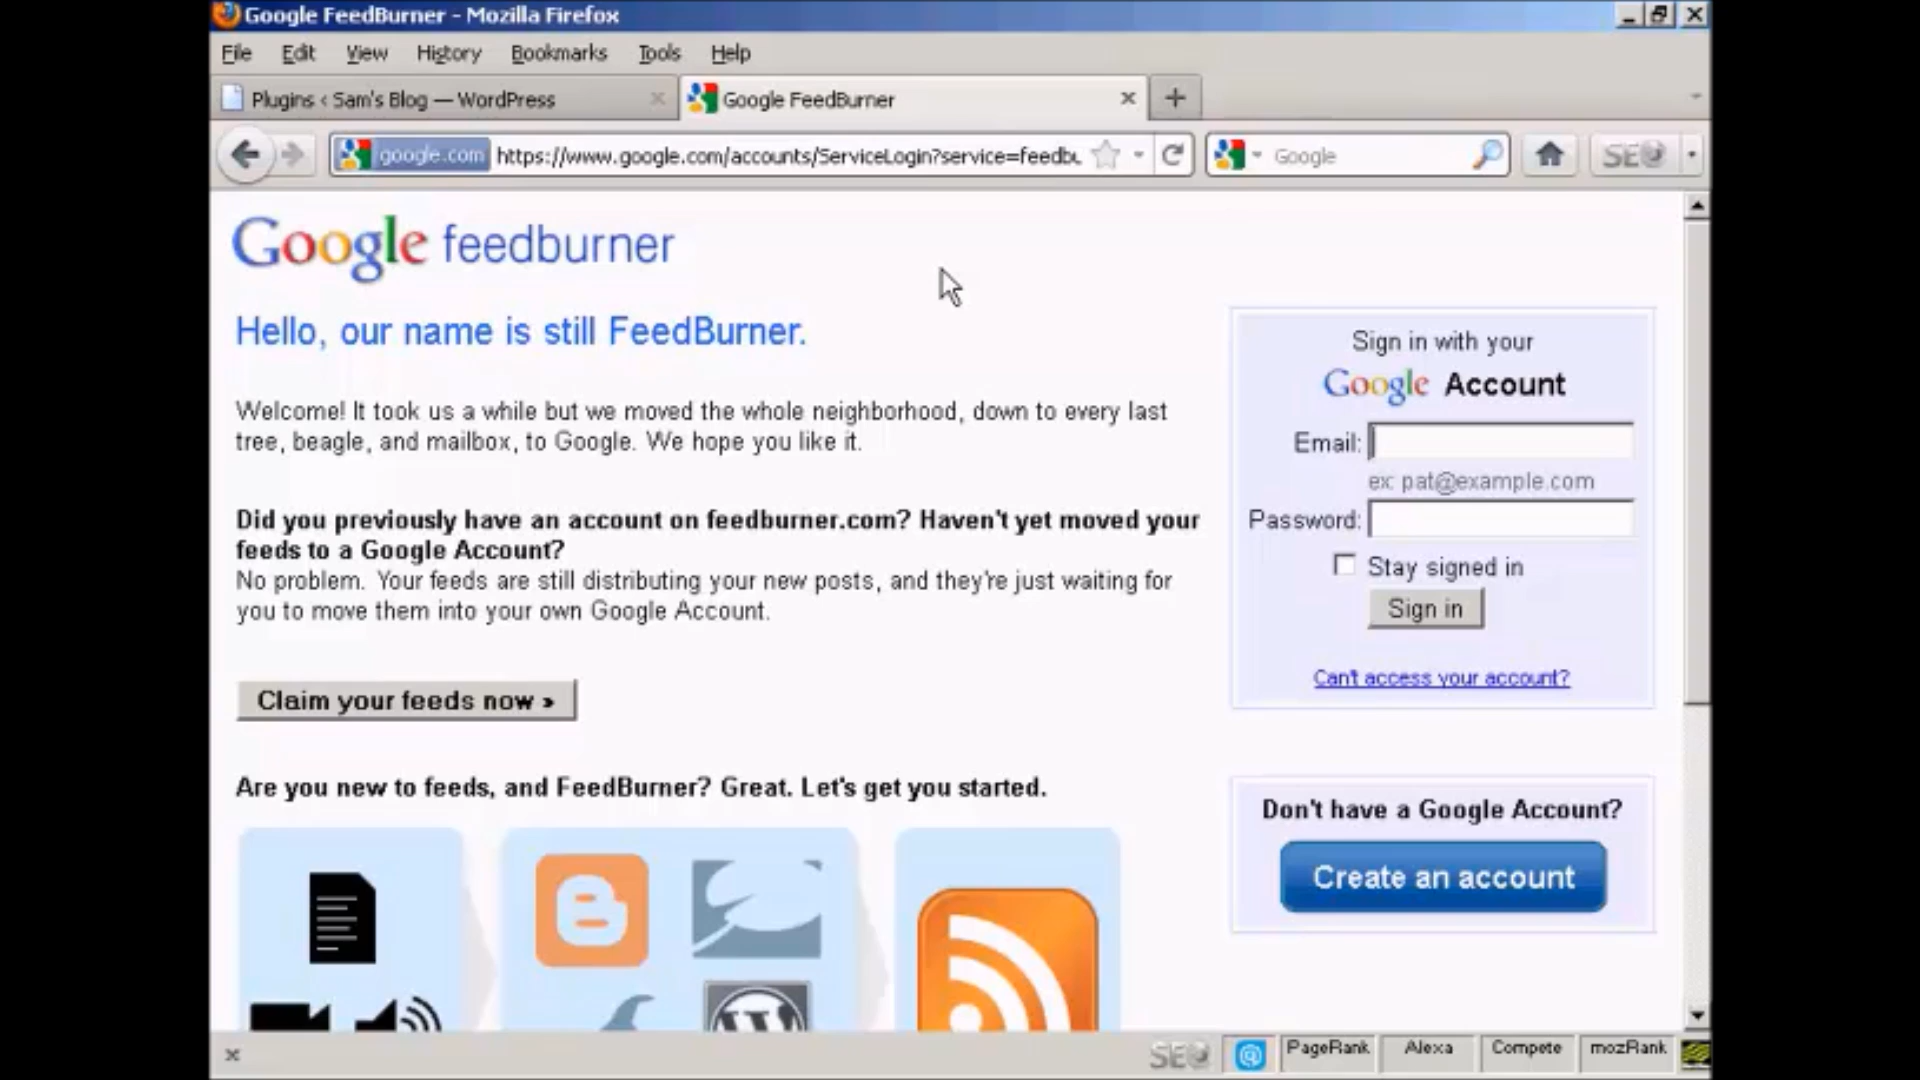 Google FeedBurner - Mozilla Firefox
File Edit View History Bookmarks Tools Help
Plugins ‹ Sam's Blog — WordPress
Google FeedBurner
google.com https://www.google.com/accounts/ServiceLogin?service=feedbu
Google
SEO
Google feedburner
Hello, our name is still FeedBurner.
Welcome! It took us a while but we moved the whole neighborhood, down to every last
tree, beagle, and mailbox, to Google. We hope you like it.
Did you previously have an account on feedburner.com? Haven't yet moved your
feeds to a Google Account?
No problem. Your feeds are still distributing your new posts, and they're just waiting for
you to move them into your own Google Account.
Claim your feeds now »
Are you new to feeds, and FeedBurner? Great. Let's get you started.
Sign in with your
Google Account
Email:
ex: pat@example.com
Password:
Stay signed in
Sign in
Can't access your account?
Don't have a Google Account?
Create an account
SEO PageRank Alexa Compete mozRank